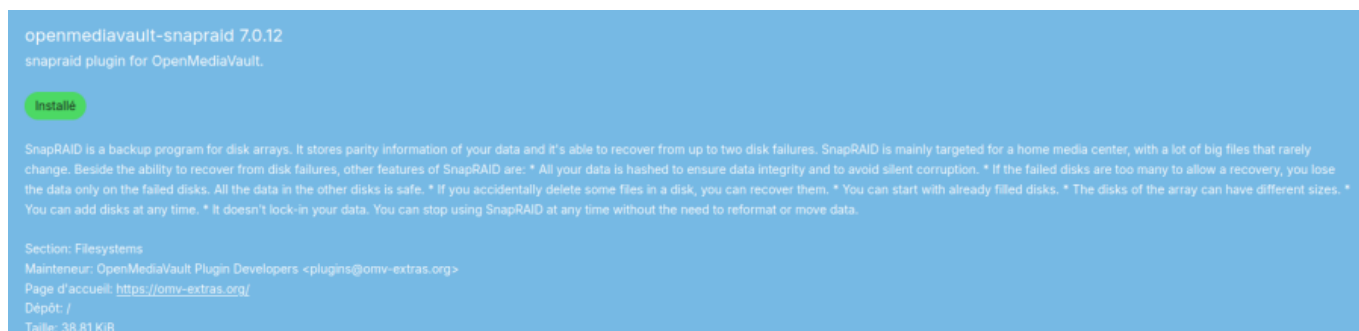 openmediavault-snapraid 7.0.12
snapraid plugin for OpenMediaVault.
Installé
SnapRAID is a backup program for disk arrays. It stores parity information of your data and it's able to recover from up to two disk failures. SnapRAID is mainly targeted for a home media center, with a lot of big files that rarely
change. Beside the ability to recover from disk failures, other features of SnapRAID are: * All your data is hashed to ensure data integrity and to avoid silent corruption. * If the failed disks are too many to allow a recovery, you lose
the data only on the failed disks. All the data in the other disks is safe. * If you accidentally delete some files in a disk, you can recover them. * You can start with already filled disks. * The disks of the array can have different sizes. *
You can add disks at any time. * It doesn't lock-in your data. You can stop using SnapRAID at any time without the need to reformat or move data.
Section: Filesystems
Mainteneur: OpenMediaVault Plugin Developers <plugins@omv-extras.org>
Page d'accueil: https://omv-extras.org/
Dépôt: /
Taille: 38.81 KiB